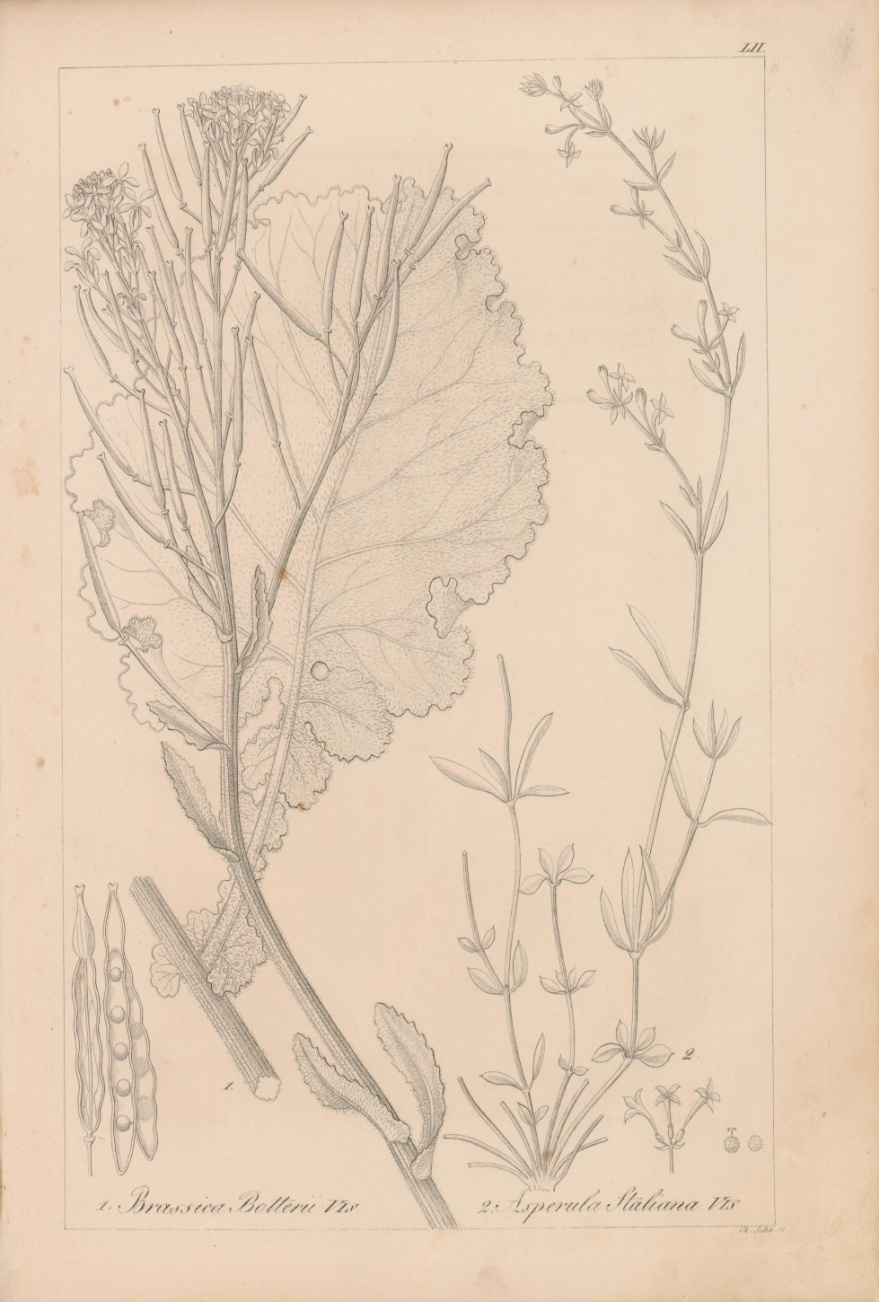 LII.
1.
2.
1. Brassica Botterii Vis
2. Asperula Staliana Vis